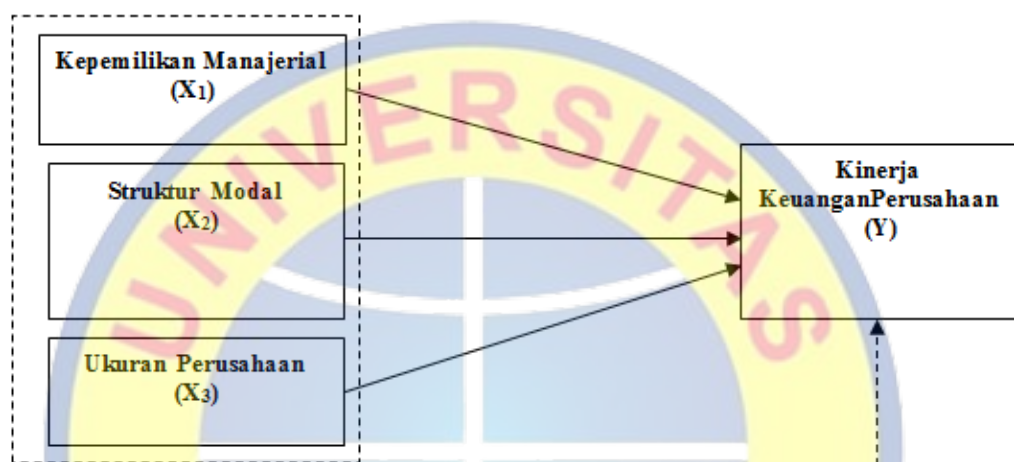 UNIVERSITAS
Kepemilikan Manajerial
(X₁)
Struktur Modal
(X₂)
Ukuran Perusahaan
(X₃)
Kinerja
KeuanganPerusahaan
(Y)